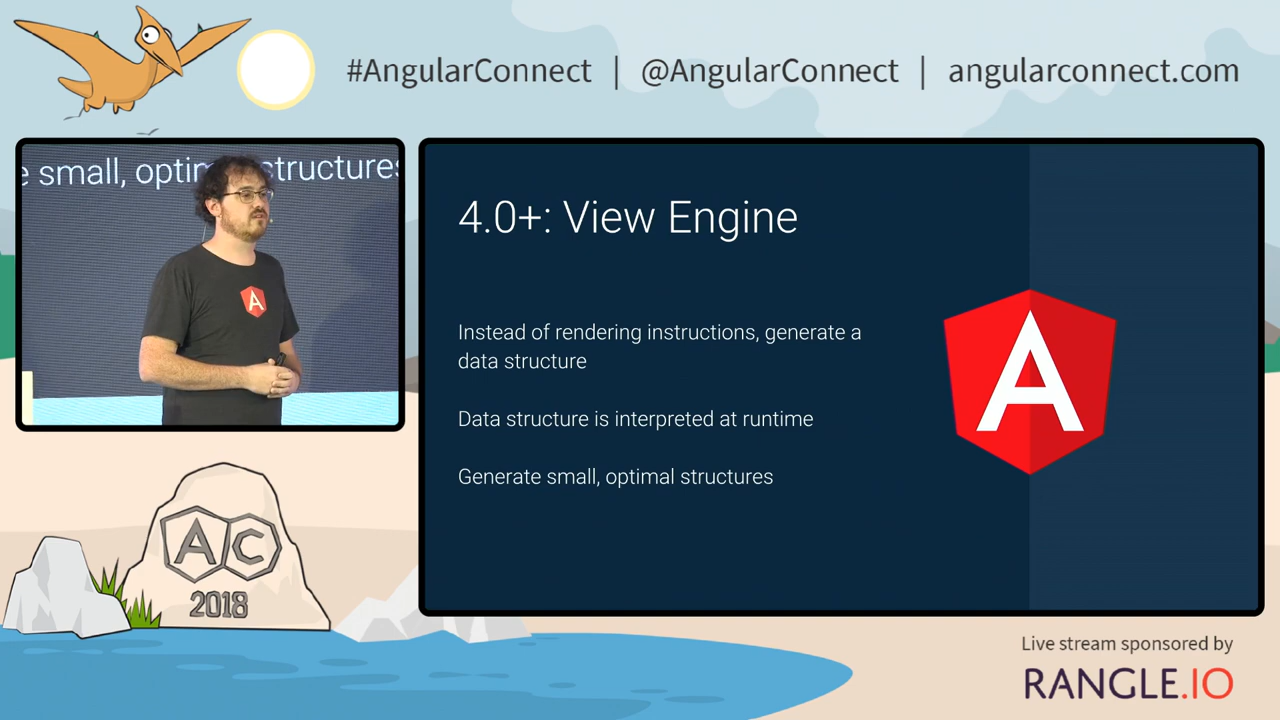 #AngularConnect | @AngularConnect | angularconnect.com
small, optim structures
4.0+: View Engine
Instead of rendering instructions, generate a
data structure
Data structure is interpreted at runtime
Generate small, optimal structures
A
A
AC
2018
Live stream sponsored by
RANGLE.IO